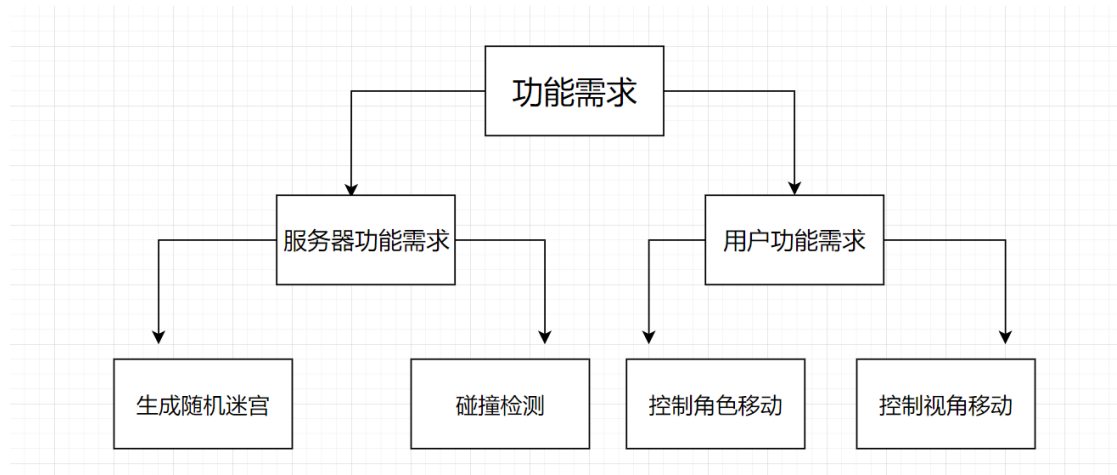 功能需求
服务器功能需求
用户功能需求
生成随机迷宫
碰撞检测
控制角色移动
控制视角移动